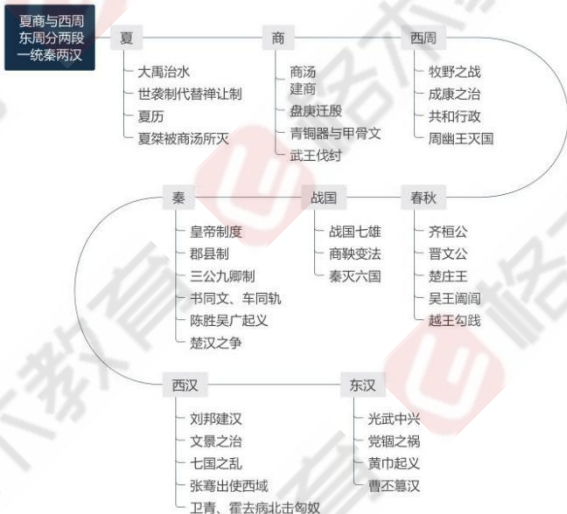 夏商与西周
东周分两段
一统秦两汉
夏
大禹治水
世袭制代替禅让制
夏历
夏桀被商汤所灭
商
商汤
建商
盘庚迁殷
青铜器与甲骨文
武王伐纣
西周
牧野之战
成康之治
共和行政
周幽王灭国
春秋
齐桓公
晋文公
楚庄王
吴王阖闾
越王勾践
战国
战国七雄
商鞅变法
秦灭六国
秦
皇帝制度
郡县制
三公九卿制
书同文、车同轨
陈胜吴广起义
楚汉之争
西汉
刘邦建汉
文景之治
七国之乱
张骞出使西域
卫青、霍去病北击匈奴
东汉
光武中兴
党锢之祸
黄巾起义
曹丕篡汉
格木
格
木教育